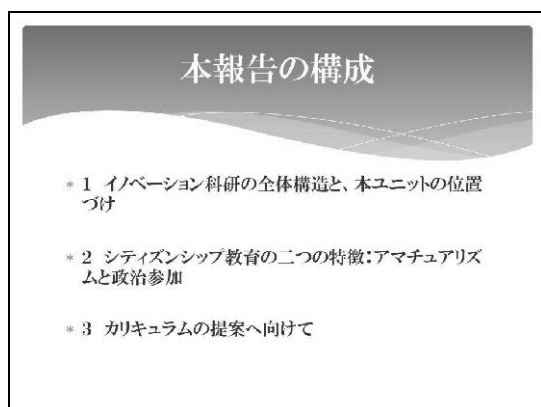 本報告の構成
* 1 イノベーション科研の全体構造と、本ユニットの位置
づけ
* 2 シティズンシップ教育の二つの特徴：アマチュアリズ
ムと政治参加
* 3 カリキュラムの提案へ向けて